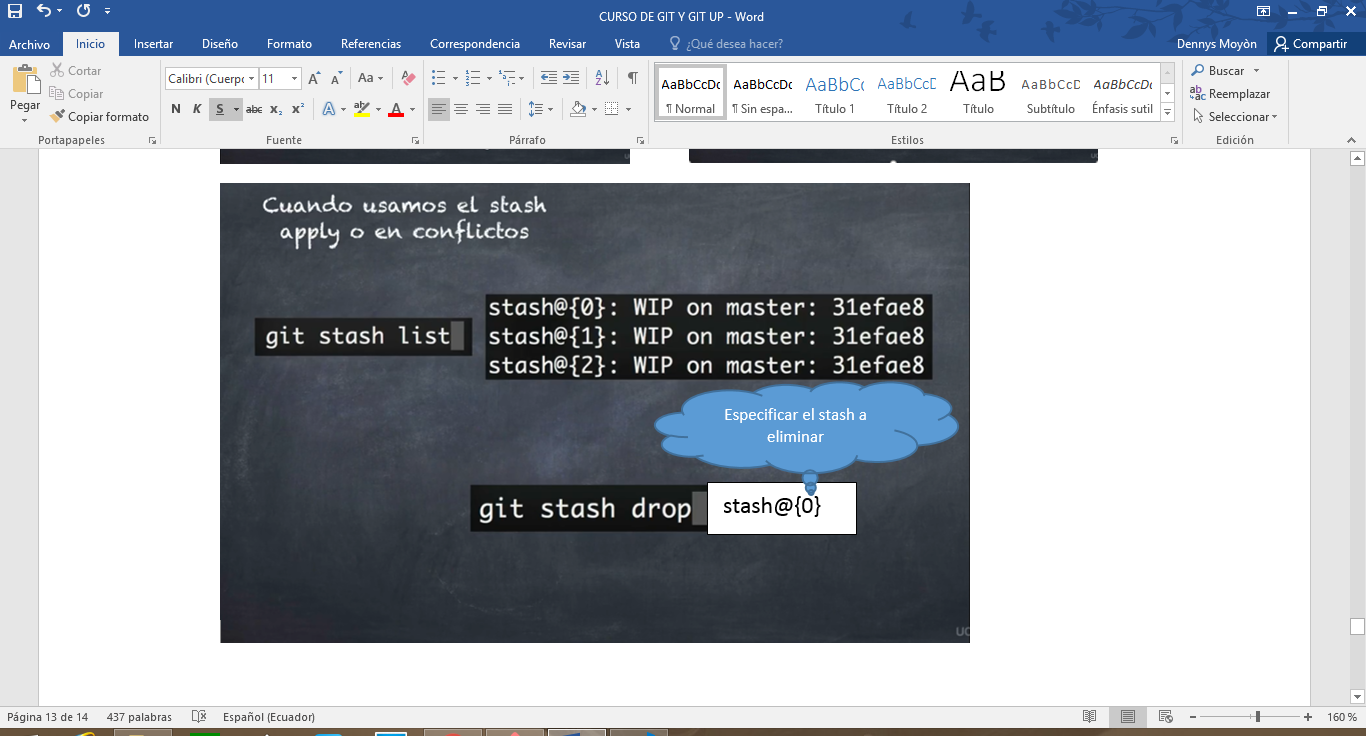 CURSO DE GIT Y GIT UP - Word
Archivo Inicio Insertar Diseño Formato Referencias Correspondencia Revisar Vista ¿Qué desea hacer? Dennys Moyòn Compartir
Pegar
Cortar
Copiar
Copiar formato
Portapapeles
Calibri (Cuerpo 11
Aa
N K S abc x₂ x²
Fuente
Párrafo
AaBbCcDc AaBbCcDc AaBbCc AaBbCcD AaB AaBbCcD AaBbCcDt
¶ Normal ¶ Sin espa... Título 1 Título 2 Título Subtítulo Énfasis sutil
Estilos
Buscar
Reemplazar
Seleccionar
Edición
Cuando usamos el stash
apply o en conflictos
git stash list
stash@{0}: WIP on master: 31efae8
stash@{1}: WIP on master: 31efae8
stash@{2}: WIP on master: 31efae8
Especificar el stash a
eliminar
git stash drop stash@{0}
Página 13 de 14 437 palabras Español (Ecuador) 160 %